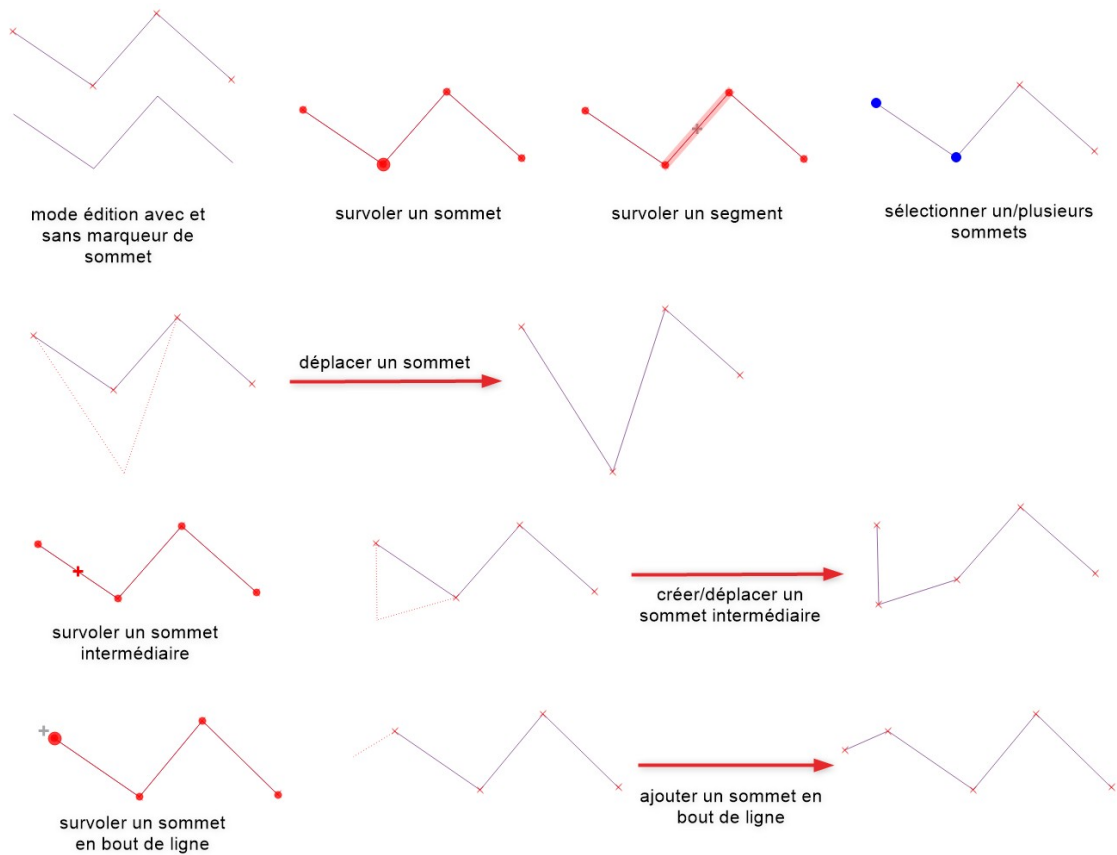 mode édition avec et
sans marqueur de
sommet
survoler un sommet
survoler un segment
sélectionner un/plusieurs
sommets
déplacer un sommet
survoler un sommet
intermédiaire
créer/déplacer un
sommet intermédiaire
survoler un sommet
en bout de ligne
ajouter un sommet en
bout de ligne